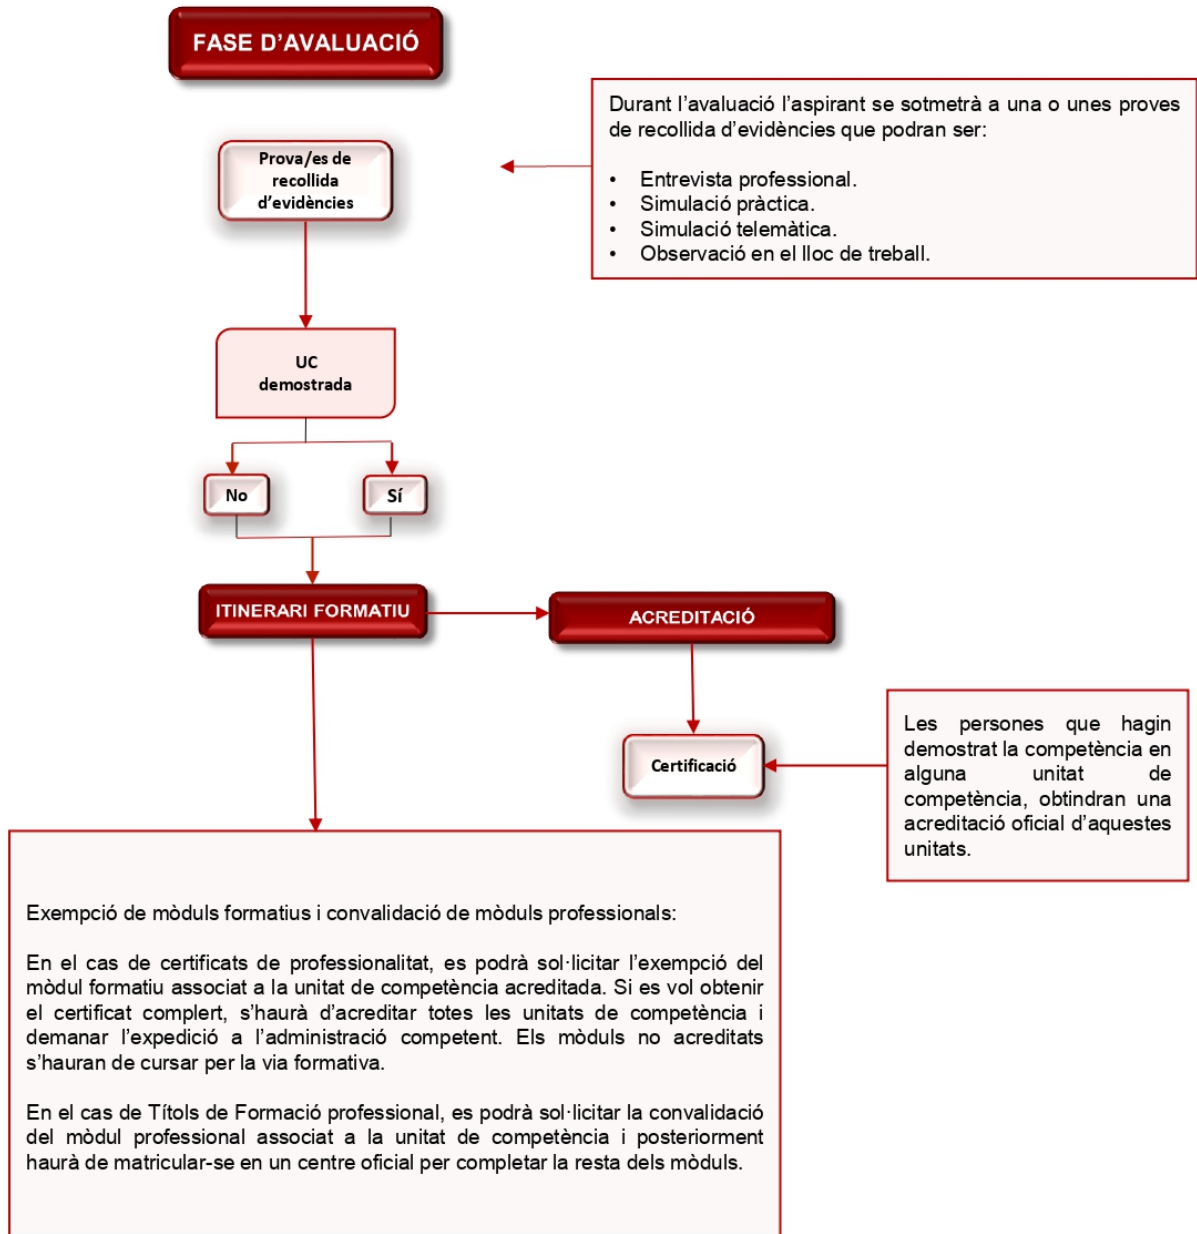 FASE D’AVALUACIÓ
Durant l’avaluació l’aspirant se sotmetrà a una o unes proves
de recollida d’evidències que podran ser:
• Entrevista professional.
• Simulació pràctica.
• Simulació telemàtica.
• Observació en el lloc de treball.
Prova/es de
recollida
d’evidències
UC
demostrada
No
Sí
ITINERARI FORMATIU
ACREDITACIÓ
Certificació
Les persones que hagin
demostrat la competència en
alguna unitat de
competència, obtindran una
acreditació oficial d’aquestes
unitats.
Exempció de mòduls formatius i convalidació de mòduls professionals:
En el cas de certificats de professionalitat, es podrà sol·licitar l’exempció del
mòdul formatiu associat a la unitat de competència acreditada. Si es vol obtenir
el certificat complert, s’haurà d’acreditar totes les unitats de competència i
demanar l’expedició a l’administració competent. Els mòduls no acreditats
s’hauran de cursar per la via formativa.
En el cas de Títols de Formació professional, es podrà sol·licitar la convalidació
del mòdul professional associat a la unitat de competència i posteriorment
haurà de matricular-se en un centre oficial per completar la resta dels mòduls.